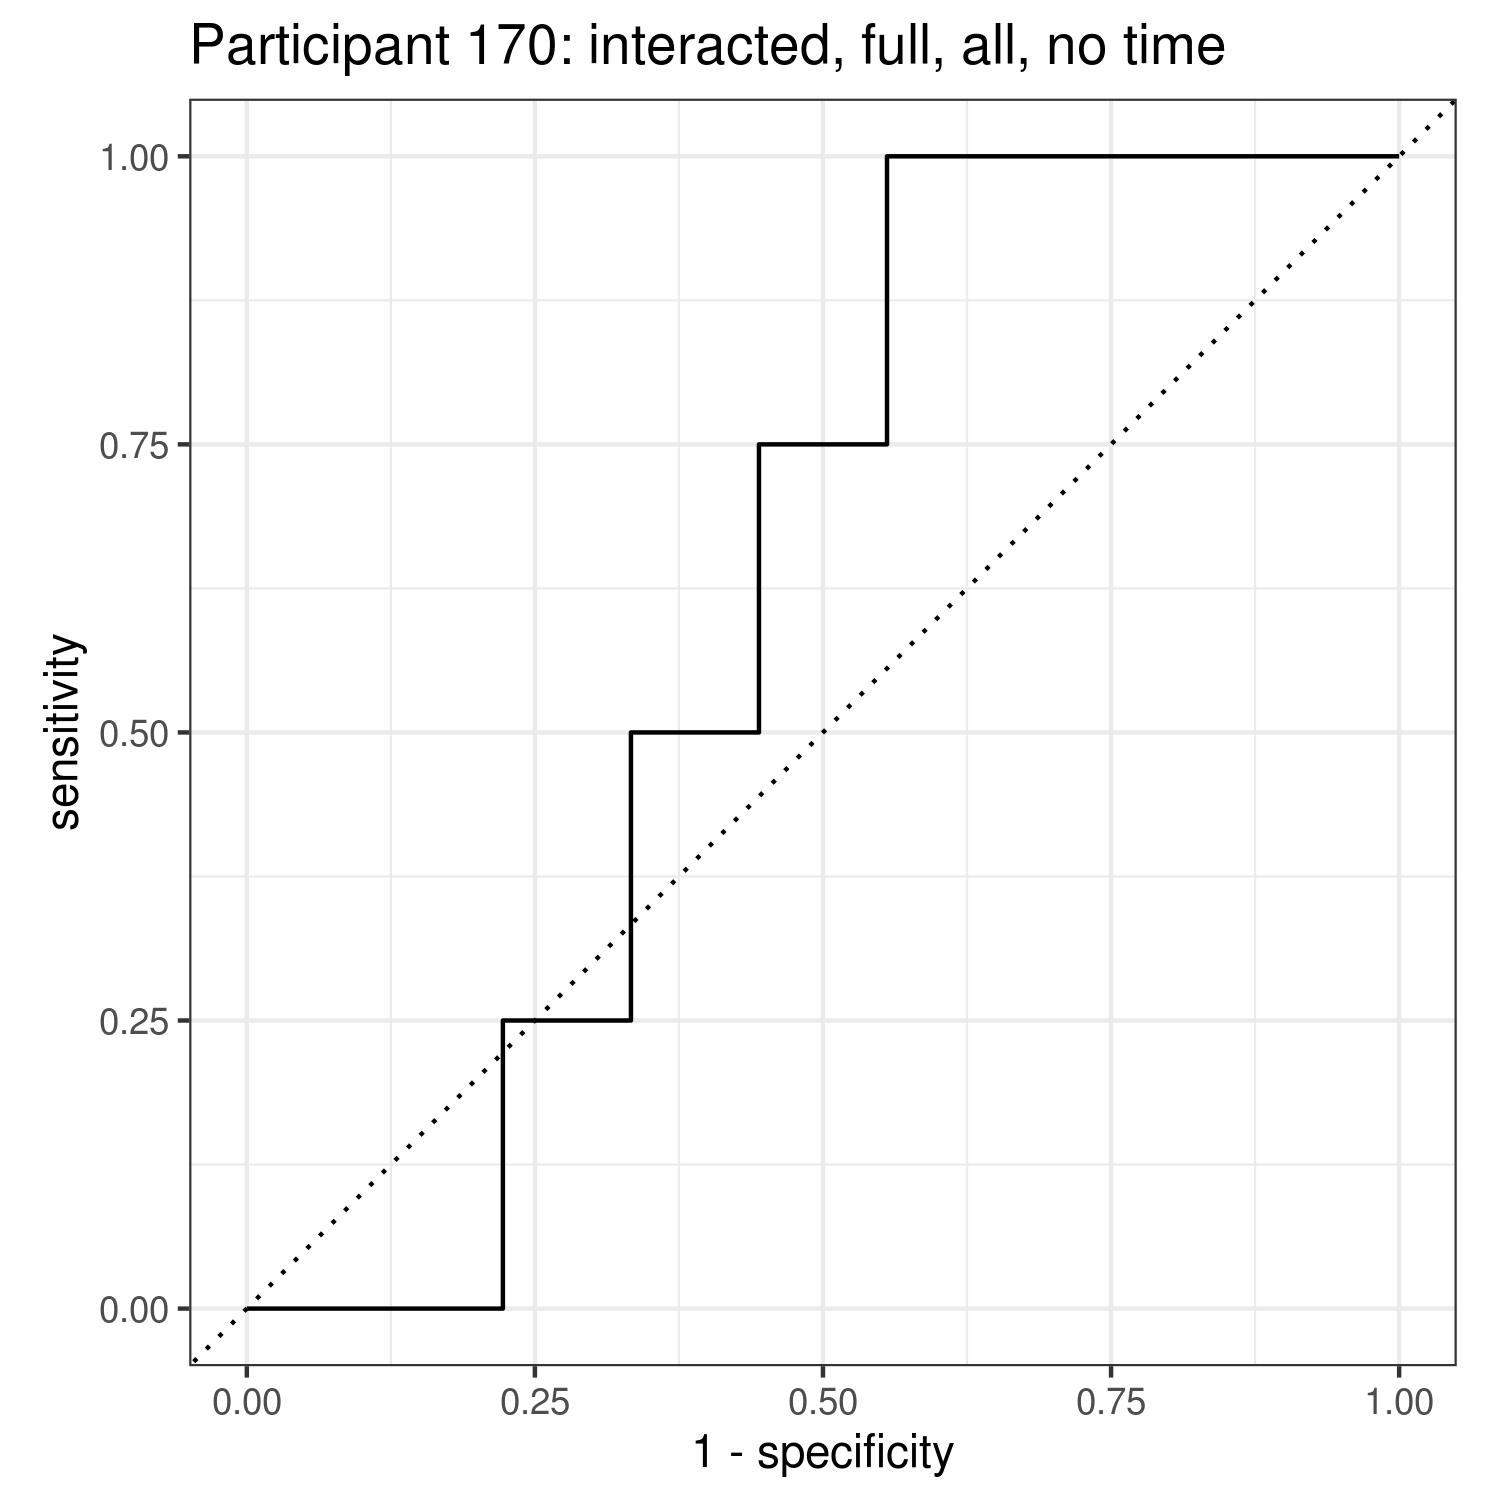 Participant 170: interacted, full, all, no time
1.00
0.75
0.50
0.25
0.00
sensitivity
0.00 0.25 0.50 0.75 1.00
1 - specificity